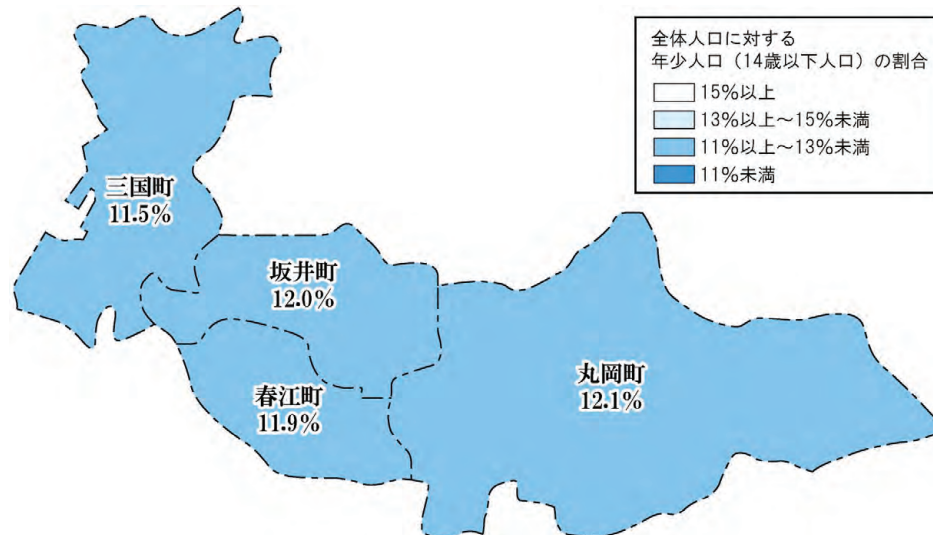 全体人口に対する
年少人口（14歳以下人口）の割合
15%以上
13%以上～15%未満
11%以上～13%未満
11%未満
三国町
11.5%
坂井町
12.0%
春江町
11.9%
丸岡町
12.1%